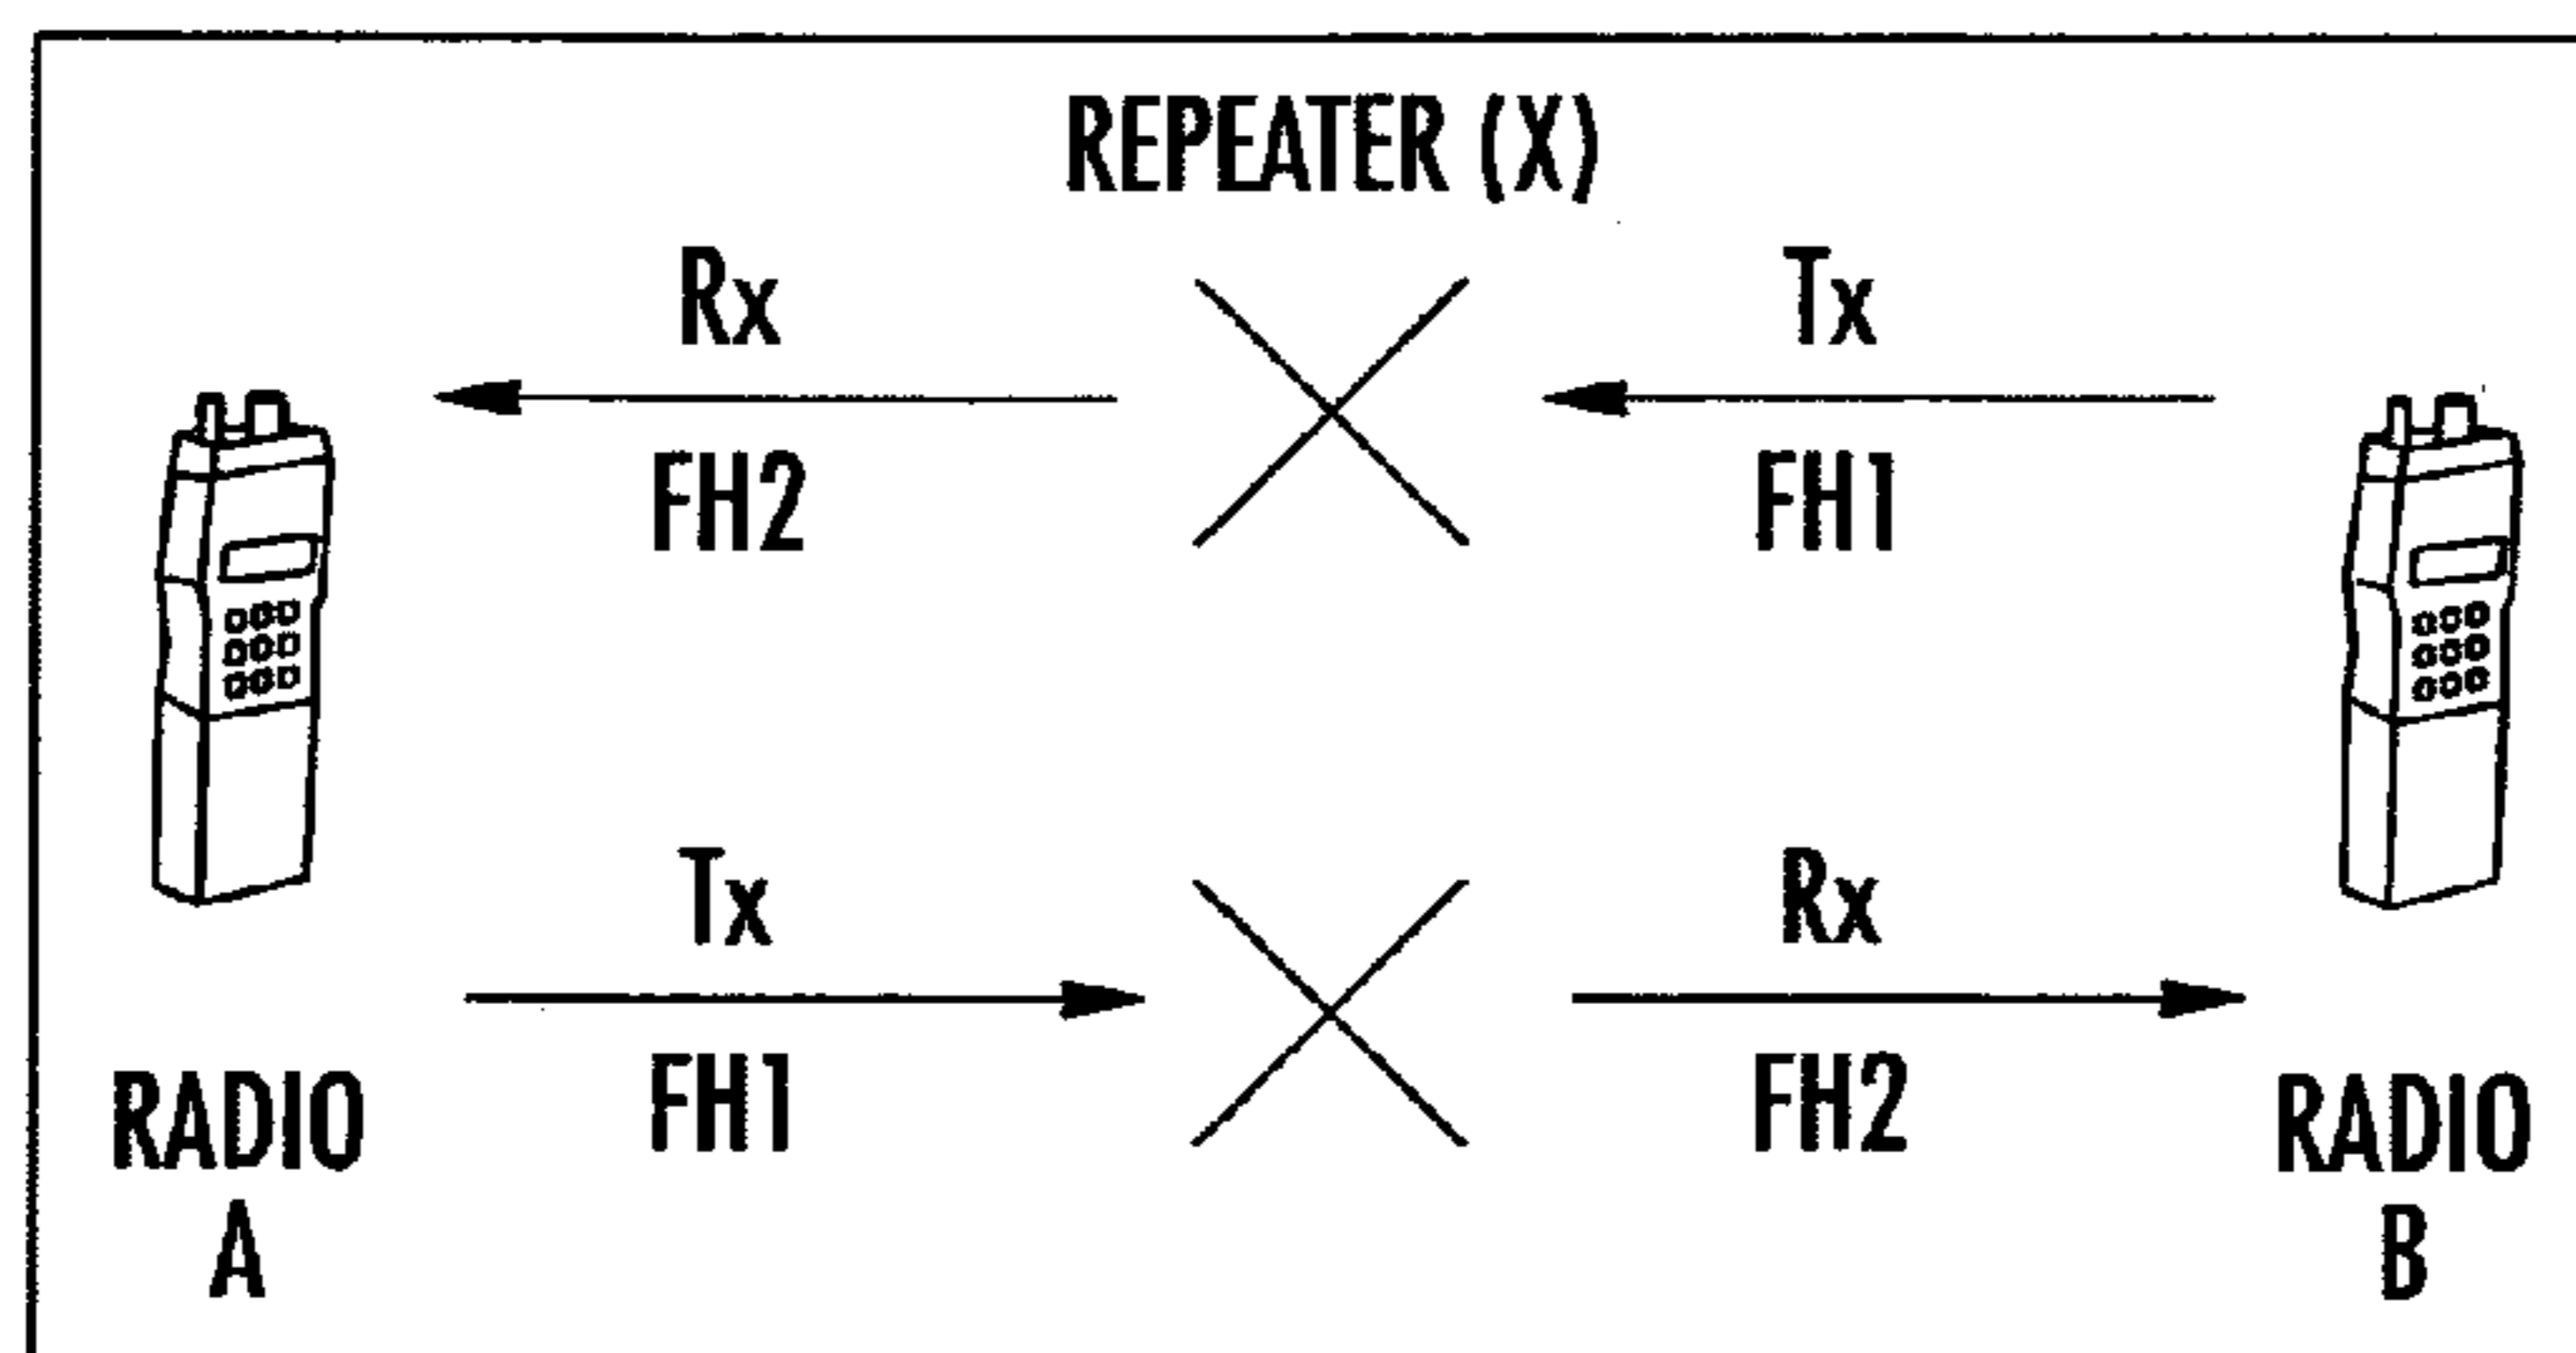 REPEATER (X)
Rx
Tx
FH2
FH1
Tx
Rx
FH1
FH2
RADIO
A
RADIO
B